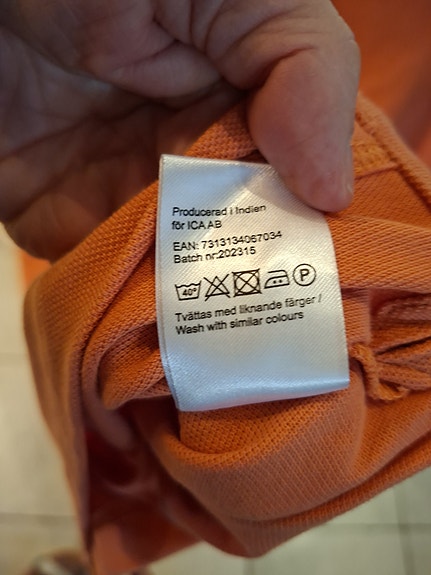 Producerad i Indien
för ICA AB
EAN: 7313134067034
Batch nr:202315
40° P
Tvättas med liknande färger /
Wash with similar colours